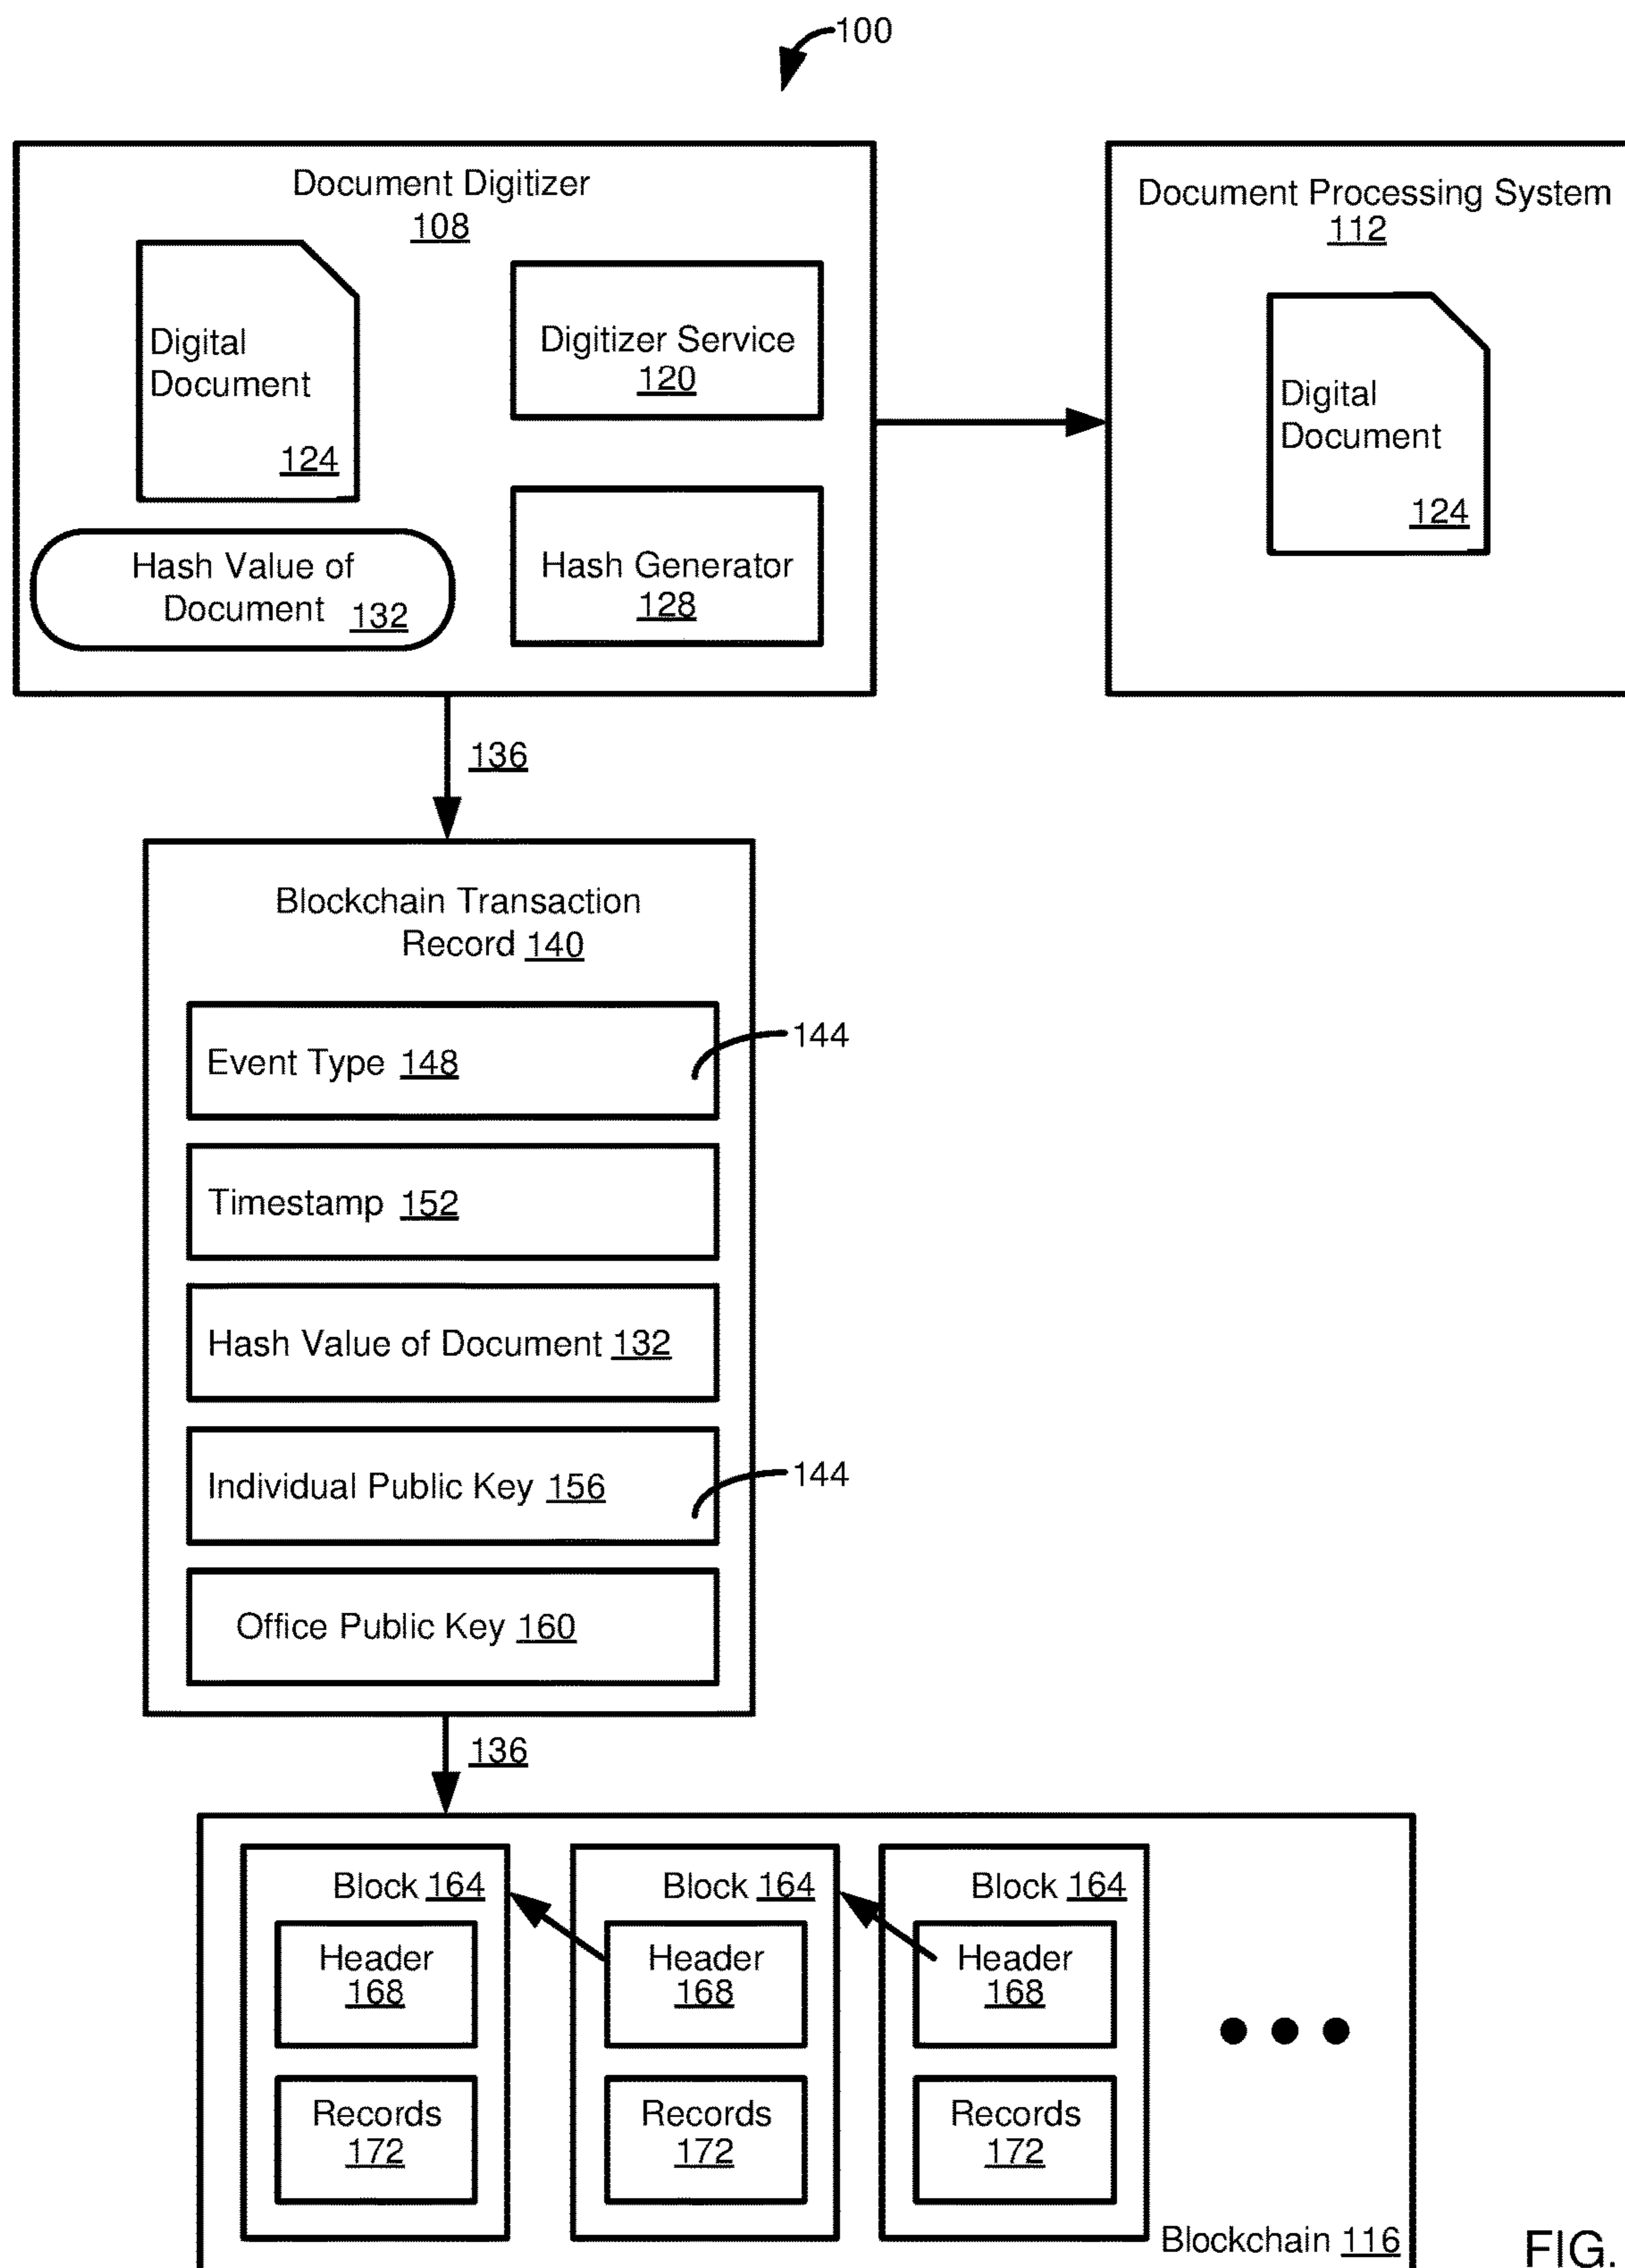 100
Document Digitizer
108
Digital
Document
124
Digitizer Service
120
Hash Value of
Document 132
Hash Generator
128
Document Processing System
112
Digital
Document
124
136
Blockchain Transaction
Record 140
Event Type 148
144
Timestamp 152
Hash Value of Document 132
Individual Public Key 156
144
Office Public Key 160
136
Block 164
Header
168
Records
172
Block 164
Header
168
Records
172
Block 164
Header
168
Records
172
Blockchain 116
FIG.